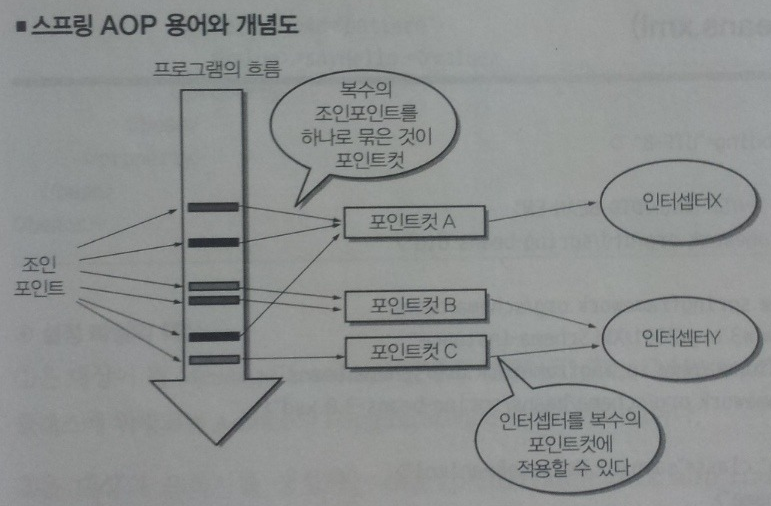 ■ 스프링 AOP 용어와 개념도
프로그램의 흐름
복수의
조인포인트를
하나로 묶은 것이
포인트컷
조인
포인트
포인트컷 A
포인트컷 B
포인트컷 C
인터셉터X
인터셉터Y
인터셉터를 복수의
포인트컷에
적용할 수 있다